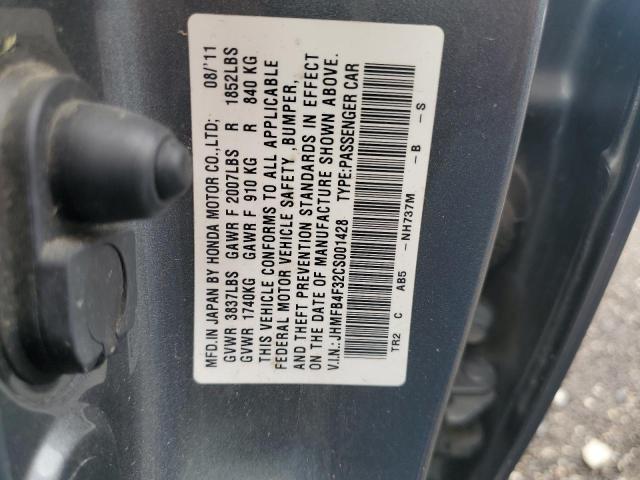 MFD.IN JAPAN BY HONDA MOTOR CO.,LTD; 08/'11
GVWR 3837LBS GAWR F 2007LBS R 1852LBS
GVWR 1740KG GAWR F 910 KG R 840 KG
THIS VEHICLE CONFORMS TO ALL APPLICABLE
FEDERAL MOTOR VEHICLE SAFETY ,BUMPER,
AND THEFT PREVENTION STANDARDS IN EFFECT
ON THE DATE OF MANUFACTURE SHOWN ABOVE.
V.I.N.:JHMFB4F32CS001428 TYPE:PASSENGER CAR
TR2 C AB5 -NH737M -B -S